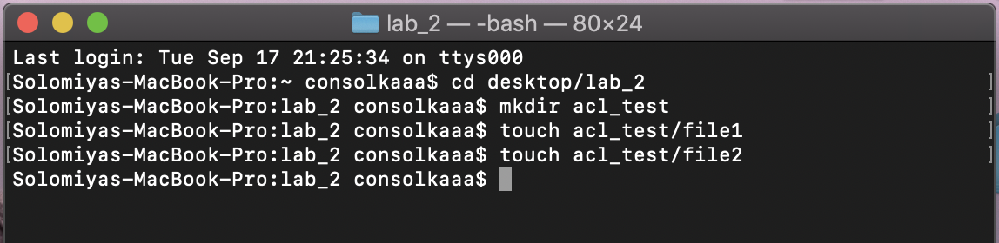 lab_2 — -bash — 80×24
Last login: Tue Sep 17 21:25:34 on ttys000
[Solomiyas-MacBook-Pro:~ consolkaaa$ cd desktop/lab_2 ]
[Solomiyas-MacBook-Pro:lab_2 consolkaaa$ mkdir acl_test ]
[Solomiyas-MacBook-Pro:lab_2 consolkaaa$ touch acl_test/file1 ]
[Solomiyas-MacBook-Pro:lab_2 consolkaaa$ touch acl_test/file2 ]
Solomiyas-MacBook-Pro:lab_2 consolkaaa$